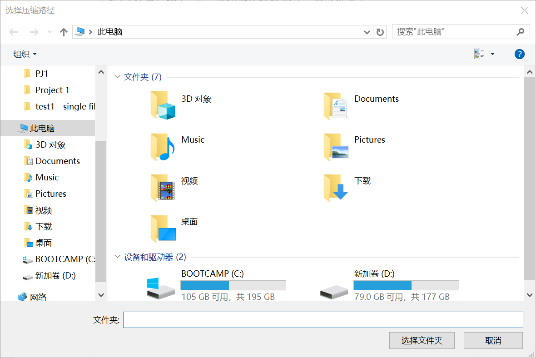 选择压缩路径
此电脑
搜索"此电脑"
组织
PJ1
Project 1
test1 single fil
此电脑
3D 对象
Documents
Music
Pictures
视频
下载
桌面
BOOTCAMP (C:
新加卷 (D:)
网络
文件夹 (7)
3D 对象
Documents
Music
Pictures
视频
下载
桌面
设备和驱动器 (2)
BOOTCAMP (C:)
105 GB 可用，共 195 GB
新加卷 (D:)
79.0 GB 可用，共 177 GB
文件夹:
选择文件夹
取消